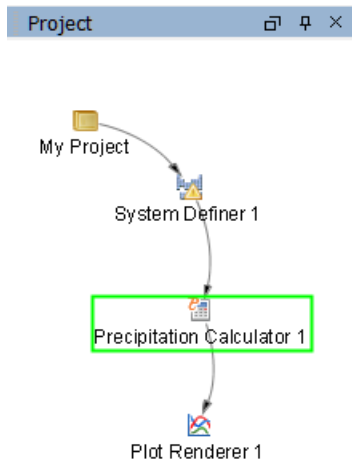 Project
My Project
System Definer 1
Precipitation Calculator 1
Plot Renderer 1